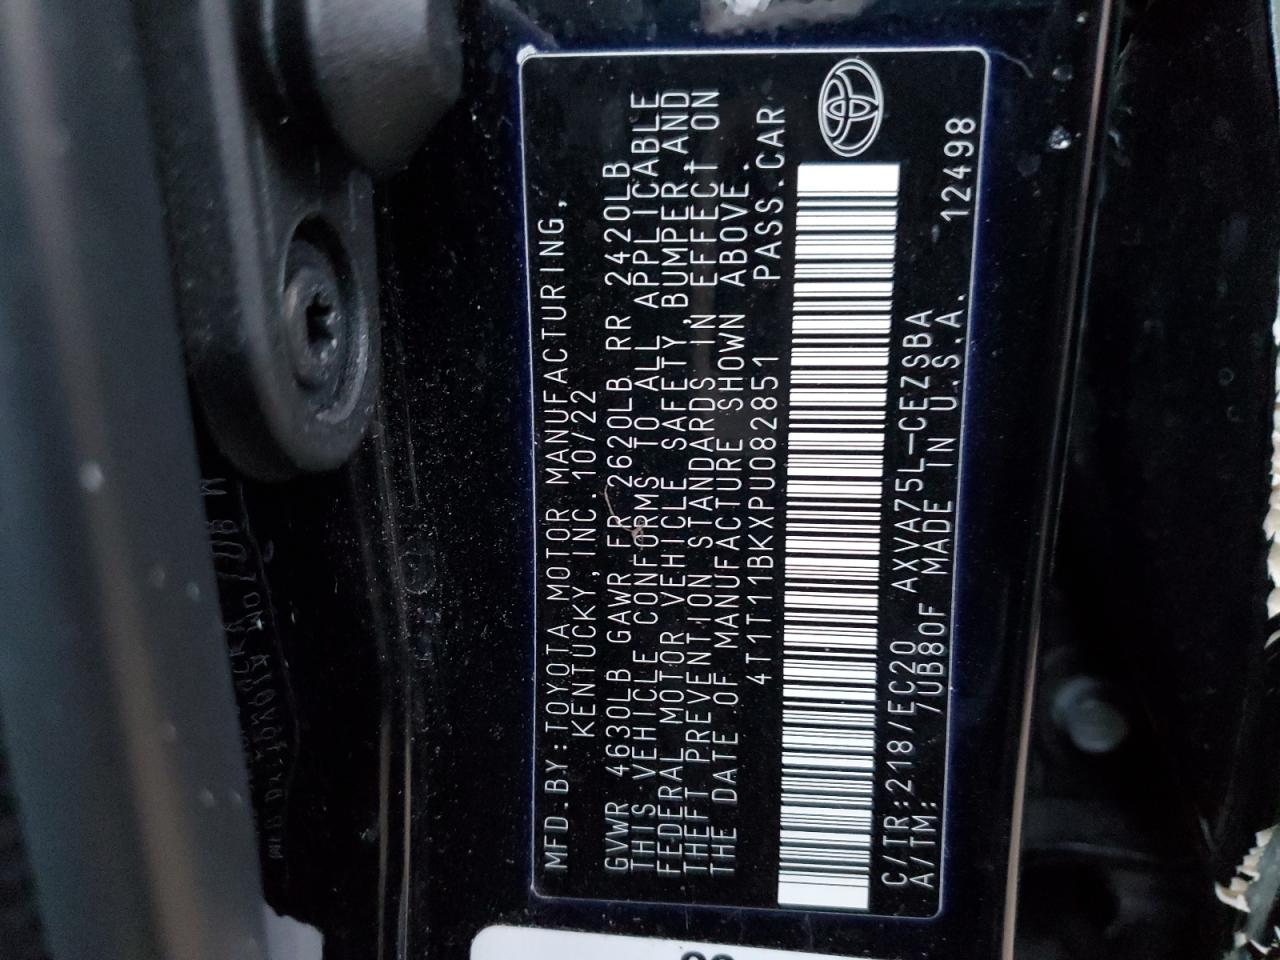 MFD.BY:TOYOTA MOTOR MANUFACTURING,
KENTUCKY,INC. 10/22
GVWR 4630LB GAWR FR 2620LB RR 2420LB
THIS VEHICLE CONFORMS TO ALL APPLICABLE
FEDERAL MOTOR VEHICLE SAFETY, BUMPER, AND
THEFT PREVENTION STANDARDS IN EFFECT ON
THE DATE OF MANUFACTURE SHOWN ABOVE.
4T1T11BKXPU082851 PASS.CAR
C/TR:218/EC20 AXVA75L-CEZSBA
A/TM: /UB80F MADE IN U.S.A. 12498